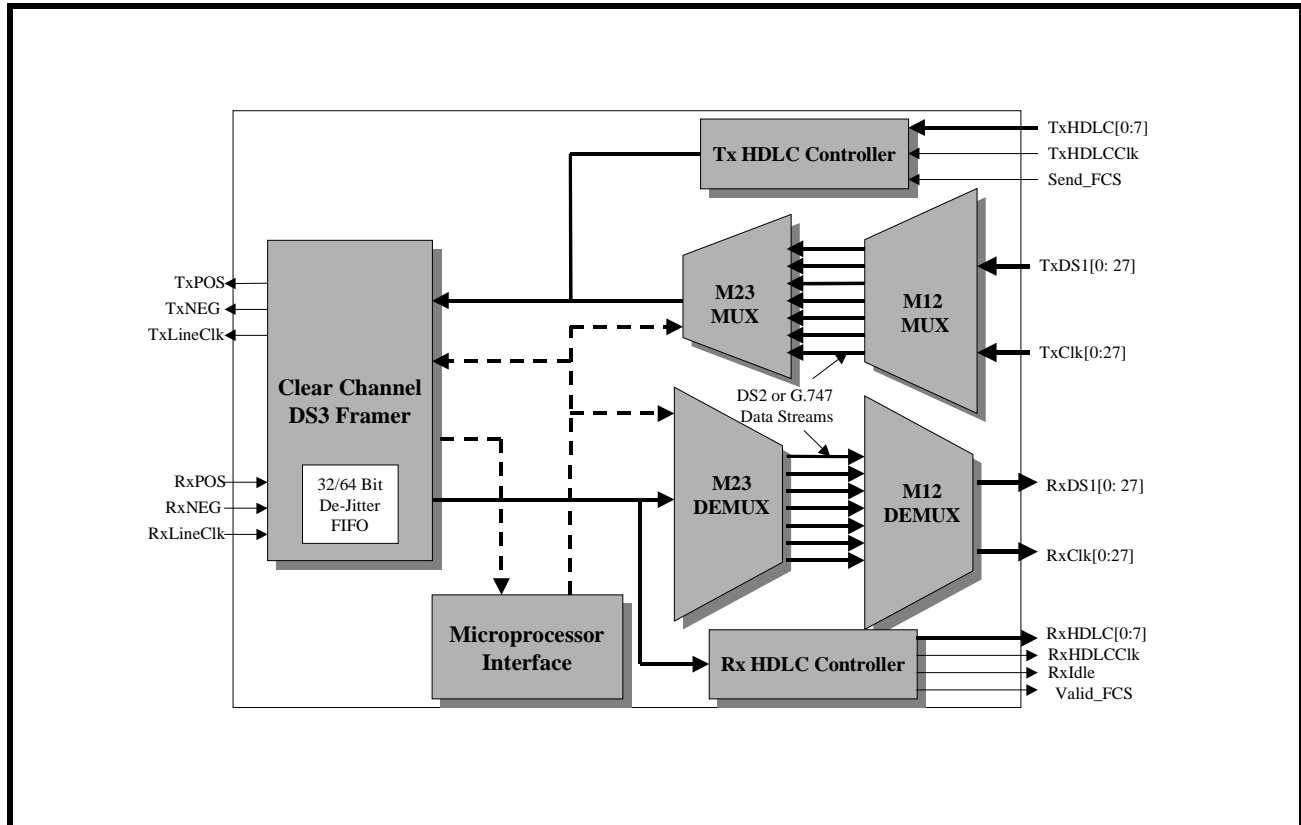 TxHDLC[0:7]
Tx HDLC Controller
TxHDLCClk
Send_FCS
TxPOS
TxNEG
TxLineClk
M23
MUX
M12
MUX
TxDS1[0: 27]
TxClk[0:27]
Clear Channel
DS3 Framer
DS2 or G.747
Data Streams
RxPOS
RxNEG
RxLineClk
32/64 Bit
De-Jitter
FIFO
M23
DEMUX
M12
DEMUX
RxDS1[0: 27]
RxClk[0:27]
Microprocessor
Interface
Rx HDLC Controller
RxHDLC[0:7]
RxHDLCClk
RxIdle
Valid_FCS